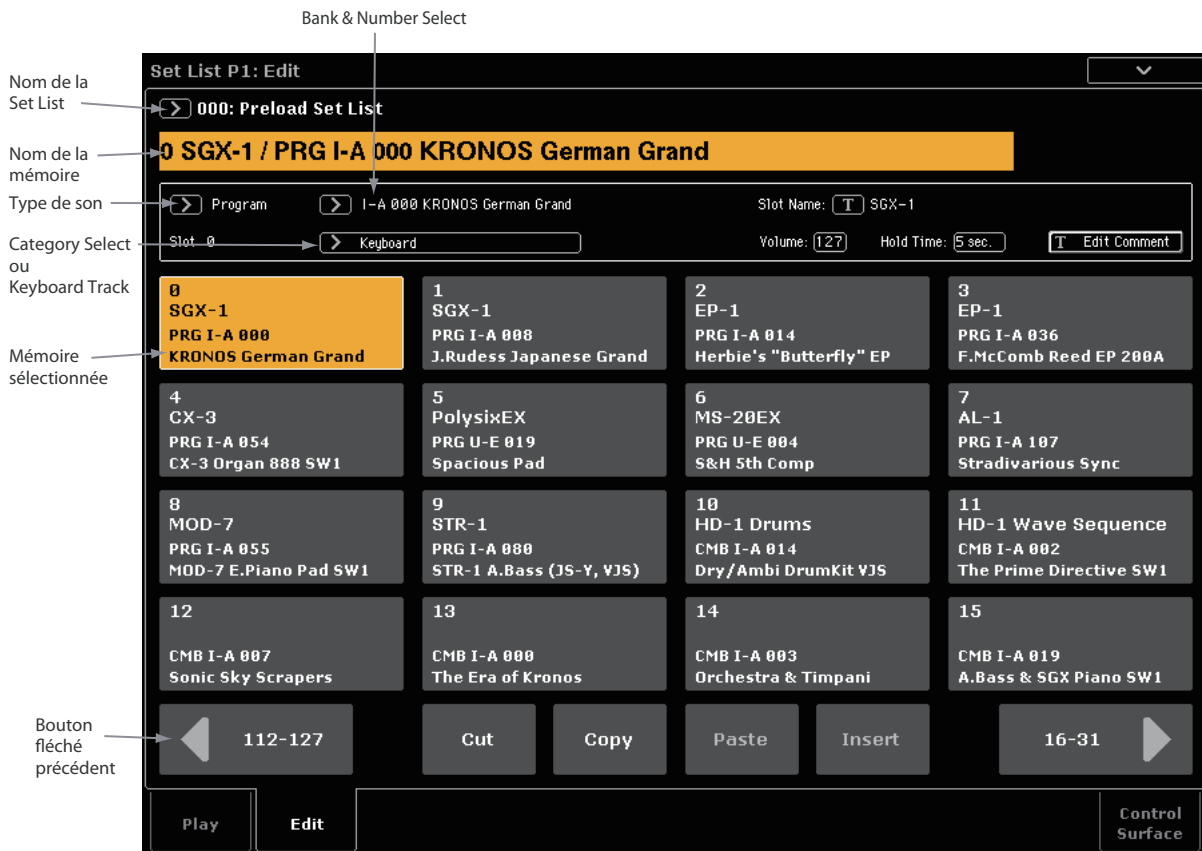 Bank & Number Select
Set List P1: Edit
Nom de la
Set List
000: Preload Set List
Nom de la
mémoire
0 SGX-1 / PRG I-A 000 KRONOS German Grand
Type de son
Program
I-A 000 KRONOS German Grand
Slot Name: T SGX-1
Category Select
ou
Keyboard Track
Slot 0
Keyboard
Volume: 127
Hold Time: 5 sec.
T Edit Comment
Mémoire
sélectionnée
0
SGX-1
PRG I-A 000
KRONOS German Grand
1
SGX-1
PRG I-A 008
J.Rudess Japanese Grand
2
EP-1
PRG I-A 014
Herbie's "Butterfly" EP
3
EP-1
PRG I-A 036
F.McComb Reed EP 200A
4
CX-3
PRG I-A 054
CX-3 Organ 888 SW1
5
PolysixEX
PRG U-E 019
Spacious Pad
6
MS-20EX
PRG U-E 004
S&H 5th Comp
7
AL-1
PRG I-A 107
Stradivarious Sync
8
MOD-7
PRG I-A 055
MOD-7 E.Piano Pad SW1
9
STR-1
PRG I-A 080
STR-1 A.Bass (JS-Y, VJS)
10
HD-1 Drums
CMB I-A 014
Dry/Ambi DrumKit VJS
11
HD-1 Wave Sequence
CMB I-A 002
The Prime Directive SW1
12
CMB I-A 007
Sonic Sky Scrapers
13
CMB I-A 000
The Era of Kronos
14
CMB I-A 003
Orchestra & Timpani
15
CMB I-A 019
A.Bass & SGX Piano SW1
Bouton
fléché
précédent
112-127
Cut
Copy
Paste
Insert
16-31
Play
Edit
Control
Surface